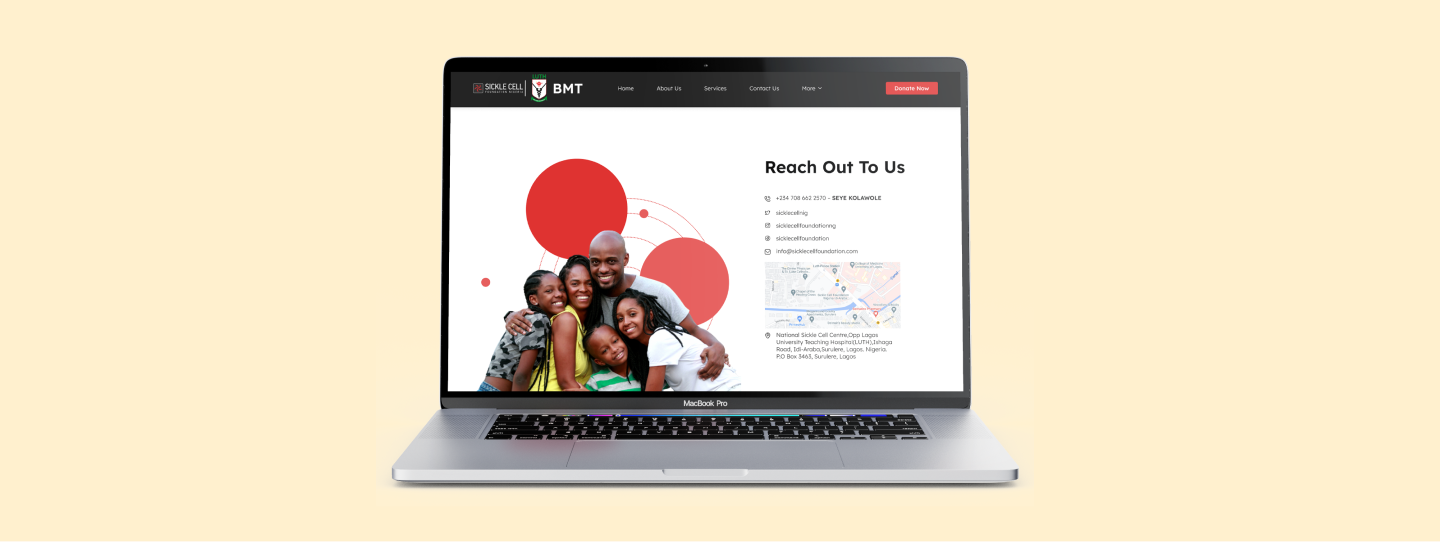 LUTH
SICKLE CELL
FOUNDATION NIGERIA
BMT
Home
About Us
Services
Contact Us
More
Donate Now
Reach Out To Us
+234 708 662 2570 - SEYE KOLAWOLE
sicklecellnig
sicklecellfoundationng
sicklecellfoundation
info@sicklecellfoundation.com
National Sickle Cell Centre,Opp Lagos
University Teaching Hospital(LUTH),Ishaga
Road, Idi-Araba,Surulere, Lagos. Nigeria.
P.O Box 3463, Surulere, Lagos
MacBook Pro